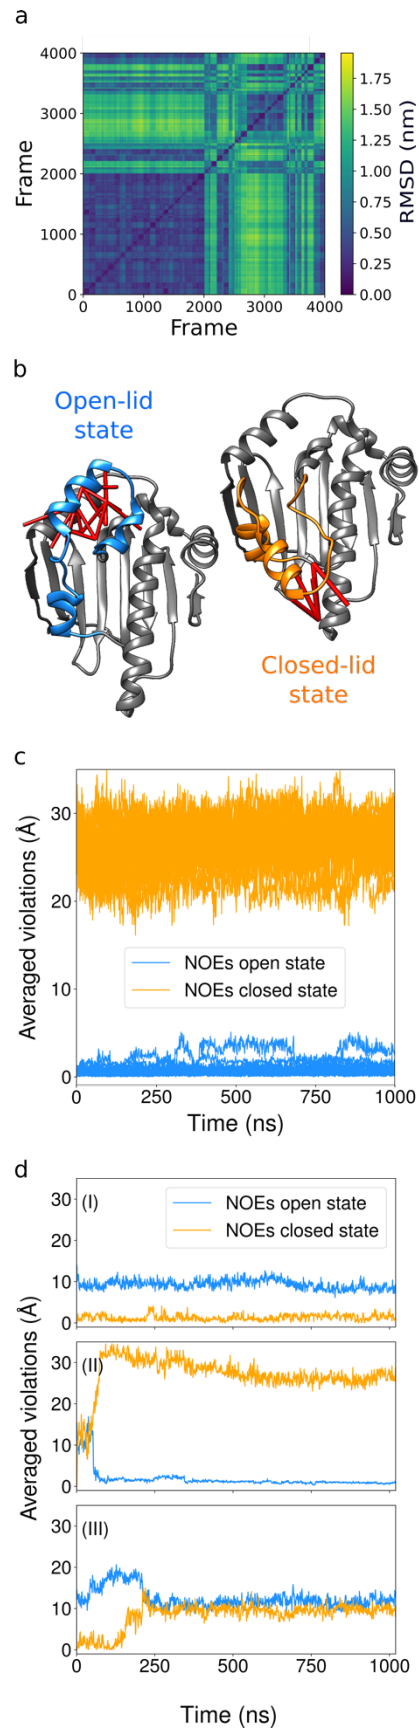 a
4000
3000
2000
1000
0
Frame
0 1000 2000 3000 4000
Frame
1.75
1.50
1.25
1.00
0.75
0.50
0.25
0.00
RMSD (nm)
b
Open-lid
state
Closed-lid
state
c
30
20
10
0
Averaged violations (Å)
NOEs open state
NOEs closed state
0 250 500 750 1000
Time (ns)
d
(I)
NOEs open state
NOEs closed state
30
20
10
0
(II)
30
20
10
0
Averaged violations (Å)
(III)
30
20
10
0
0 250 500 750 1000
Time (ns)